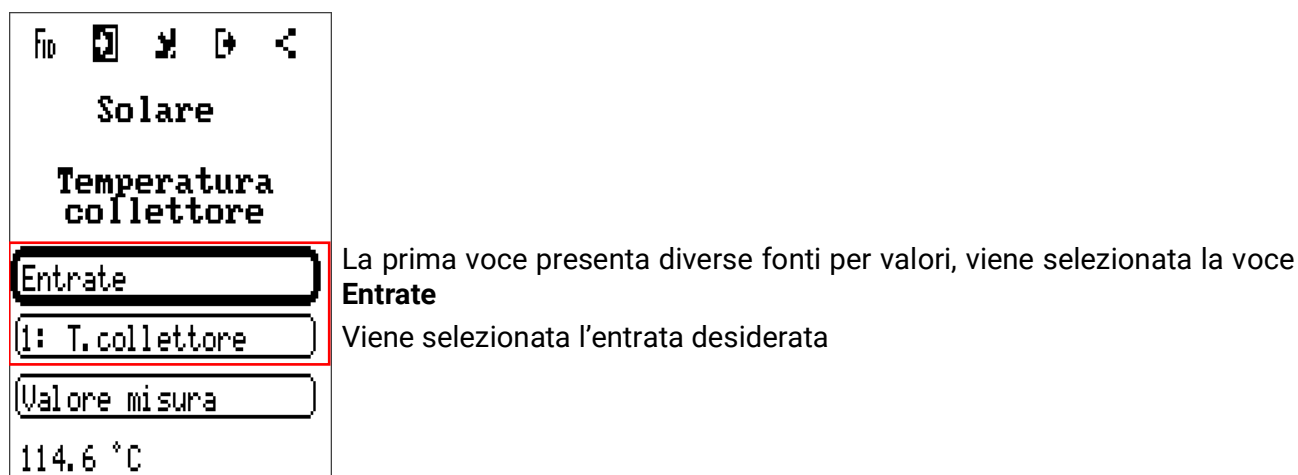 FID
Solare
Temperatura
collettore
Entrate
1: T.collettore
Valore misura
114.6 °C
La prima voce presenta diverse fonti per valori, viene selezionata la voce
Entrate
Viene selezionata l’entrata desiderata